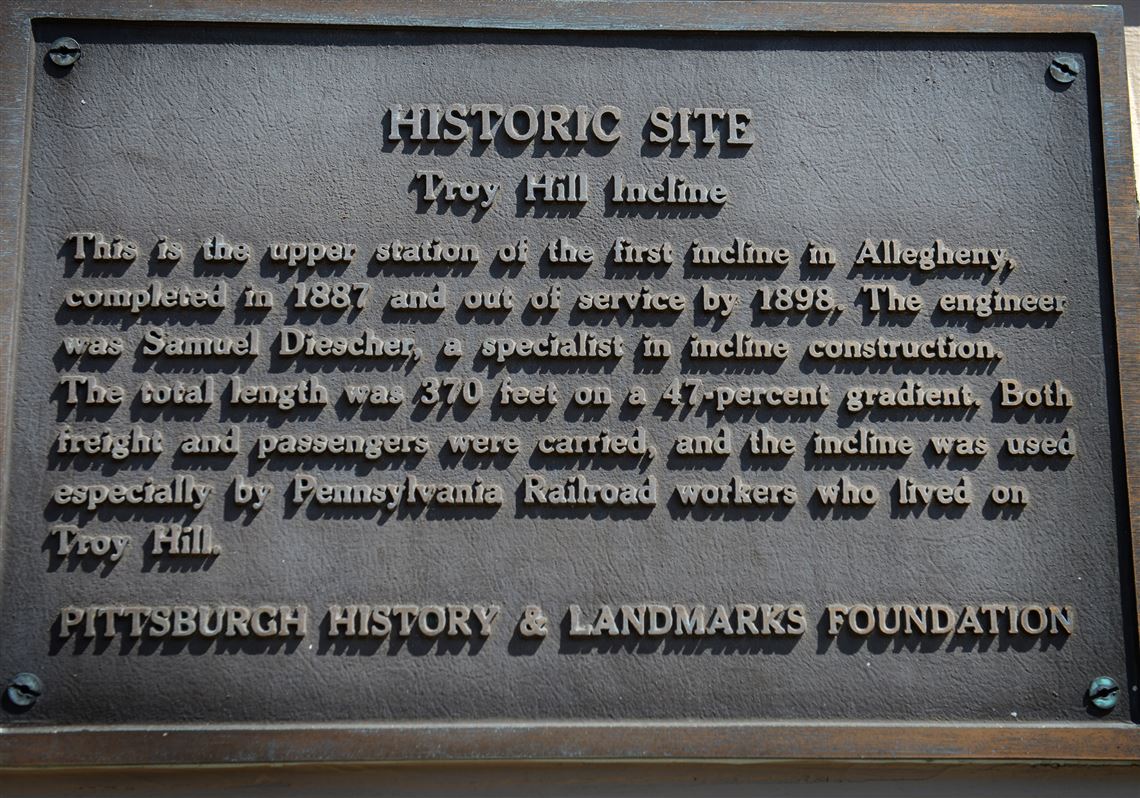 HISTORIC SITE
Troy Hill Incline
This is the upper station of the first incline in Allegheny,
completed in 1887 and out of service by 1898. The engineer
was Samuel Diescher, a specialist in incline construction.
The total length was 370 feet on a 47-percent gradient. Both
freight and passengers were carried, and the incline was used
especially by Pennsylvania Railroad workers who lived on
Troy Hill.
PITTSBURGH HISTORY & LANDMARKS FOUNDATION